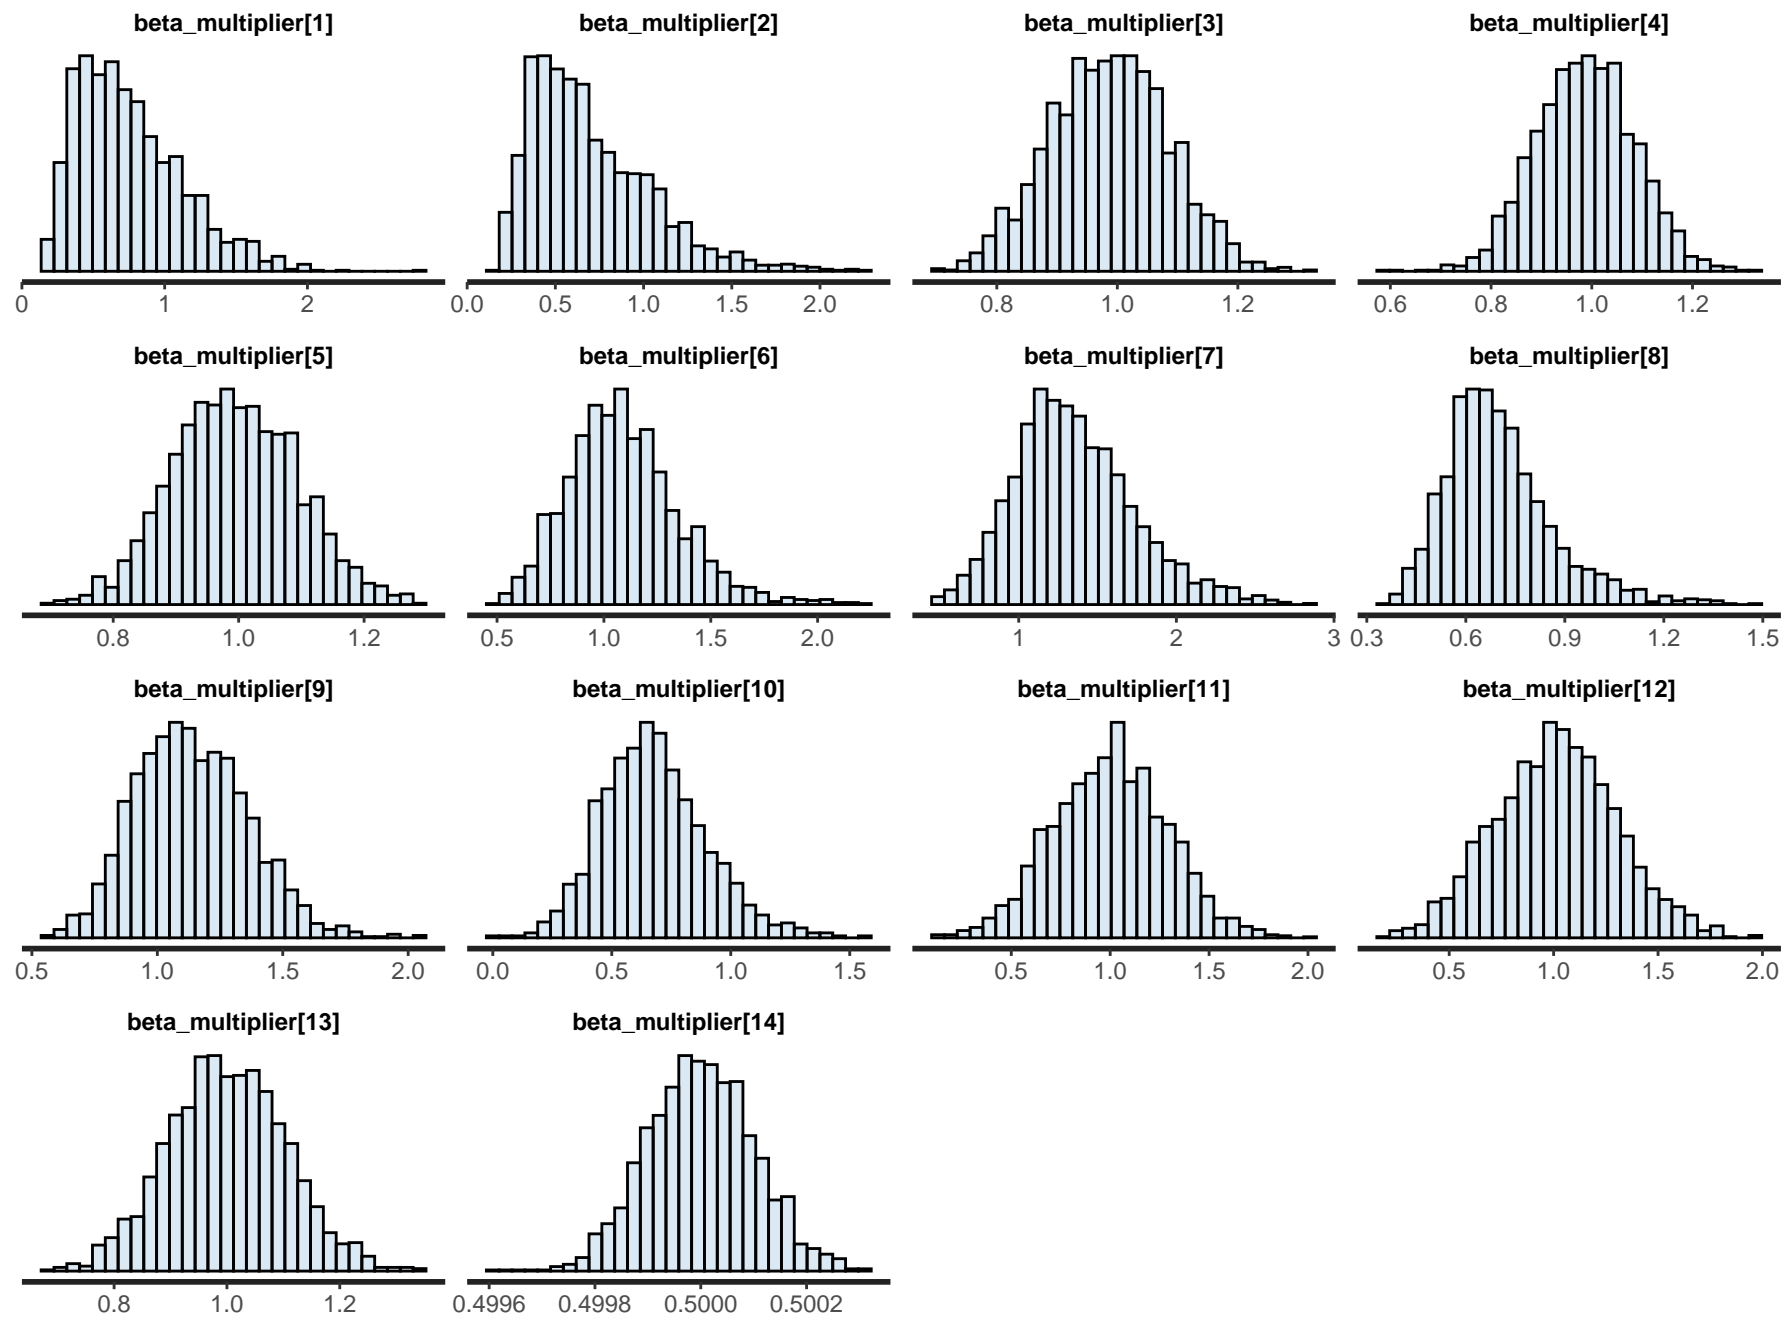 beta_multiplier[1] beta_multiplier[2] beta_multiplier[3] beta_multiplier[4]
0 1 2 0.0 0.5 1.0 1.5 2.0 0.8 1.0 1.2 0.6 0.8 1.0 1.2
beta_multiplier[5] beta_multiplier[6] beta_multiplier[7] beta_multiplier[8]
0.8 1.0 1.2 0.5 1.0 1.5 2.0 1 2 3 0.3 0.6 0.9 1.2 1.5
beta_multiplier[9] beta_multiplier[10] beta_multiplier[11] beta_multiplier[12]
0.5 1.0 1.5 2.0 0.0 0.5 1.0 1.5 0.5 1.0 1.5 2.0 0.5 1.0 1.5 2.0
beta_multiplier[13] beta_multiplier[14]
0.8 1.0 1.2 0.4996 0.4998 0.5000 0.5002